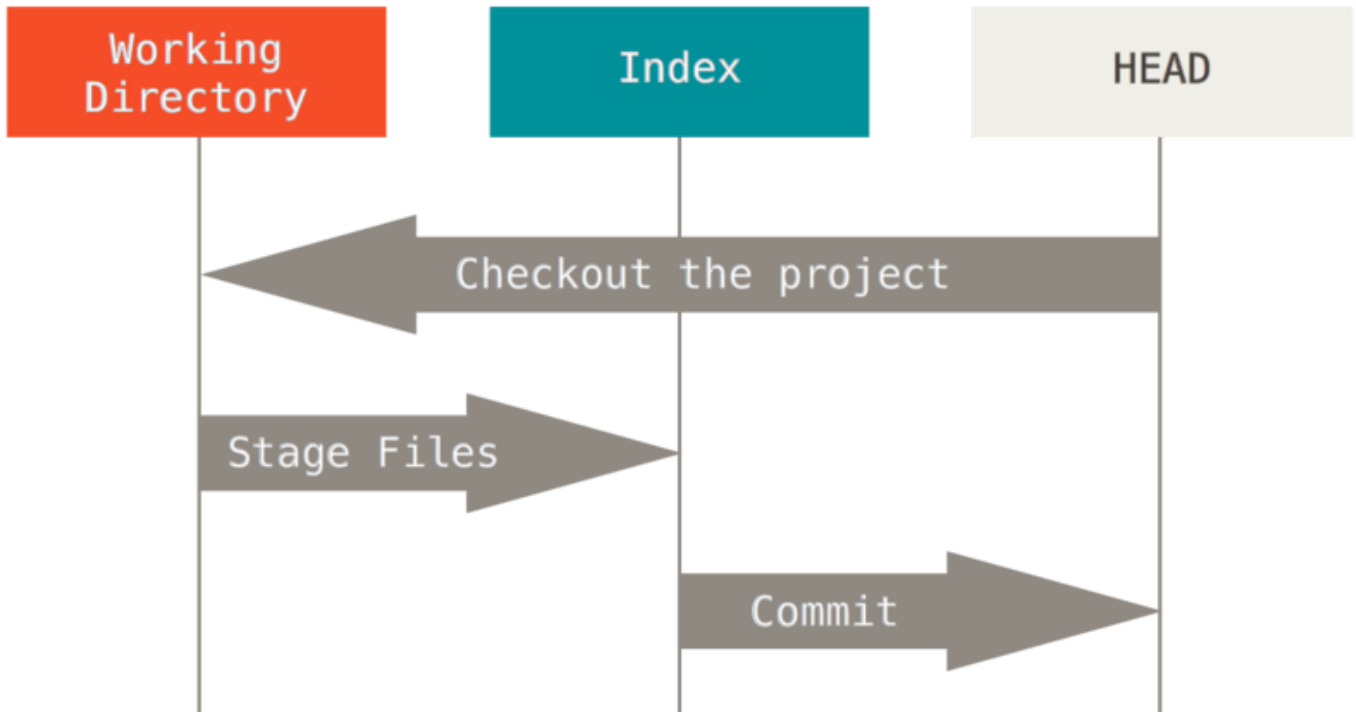 Working
Directory
Index
HEAD
Checkout the project
Stage Files
Commit